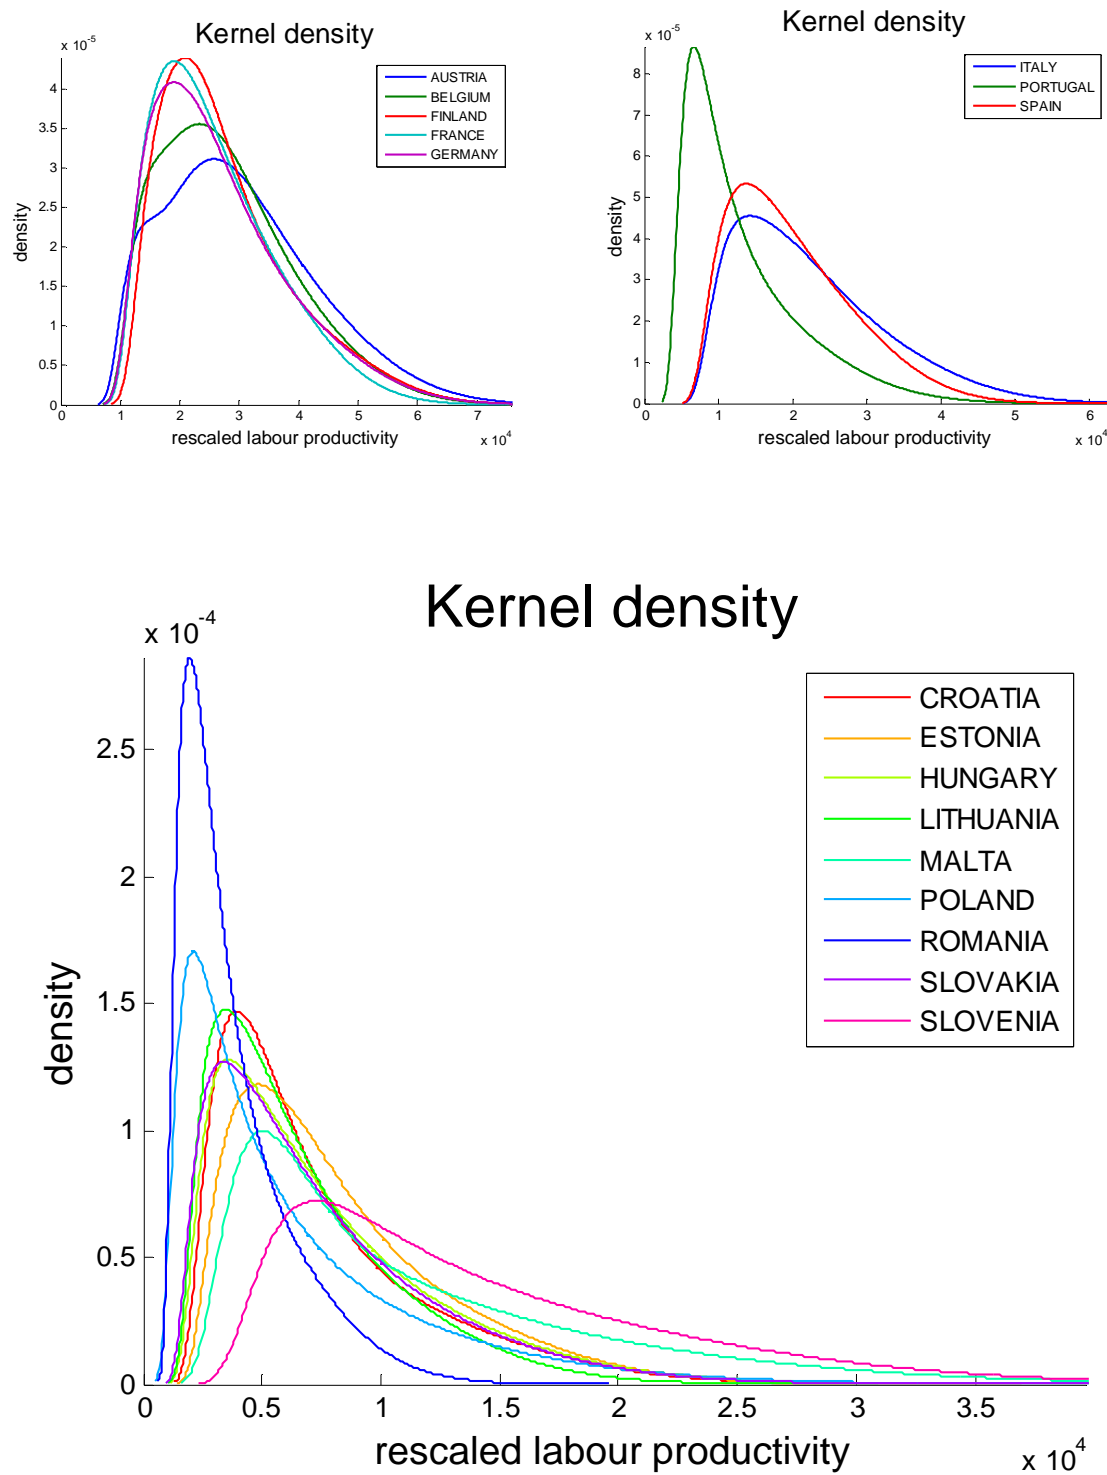 Kernel density
x 10^-5
4
3.5
3
2.5
2
1.5
1
0.5
0
density
0 1 2 3 4 5 6 7
rescaled labour productivity
x 10^4
AUSTRIA
BELGIUM
FINLAND
FRANCE
GERMANY
Kernel density
x 10^-5
8
7
6
5
4
3
2
1
0
density
0 1 2 3 4 5 6
rescaled labour productivity
x 10^4
ITALY
PORTUGAL
SPAIN
Kernel density
x 10^-4
2.5
2
1.5
1
0.5
0
density
0 0.5 1 1.5 2 2.5 3 3.5
rescaled labour productivity
x 10^4
CROATIA
ESTONIA
HUNGARY
LITHUANIA
MALTA
POLAND
ROMANIA
SLOVAKIA
SLOVENIA